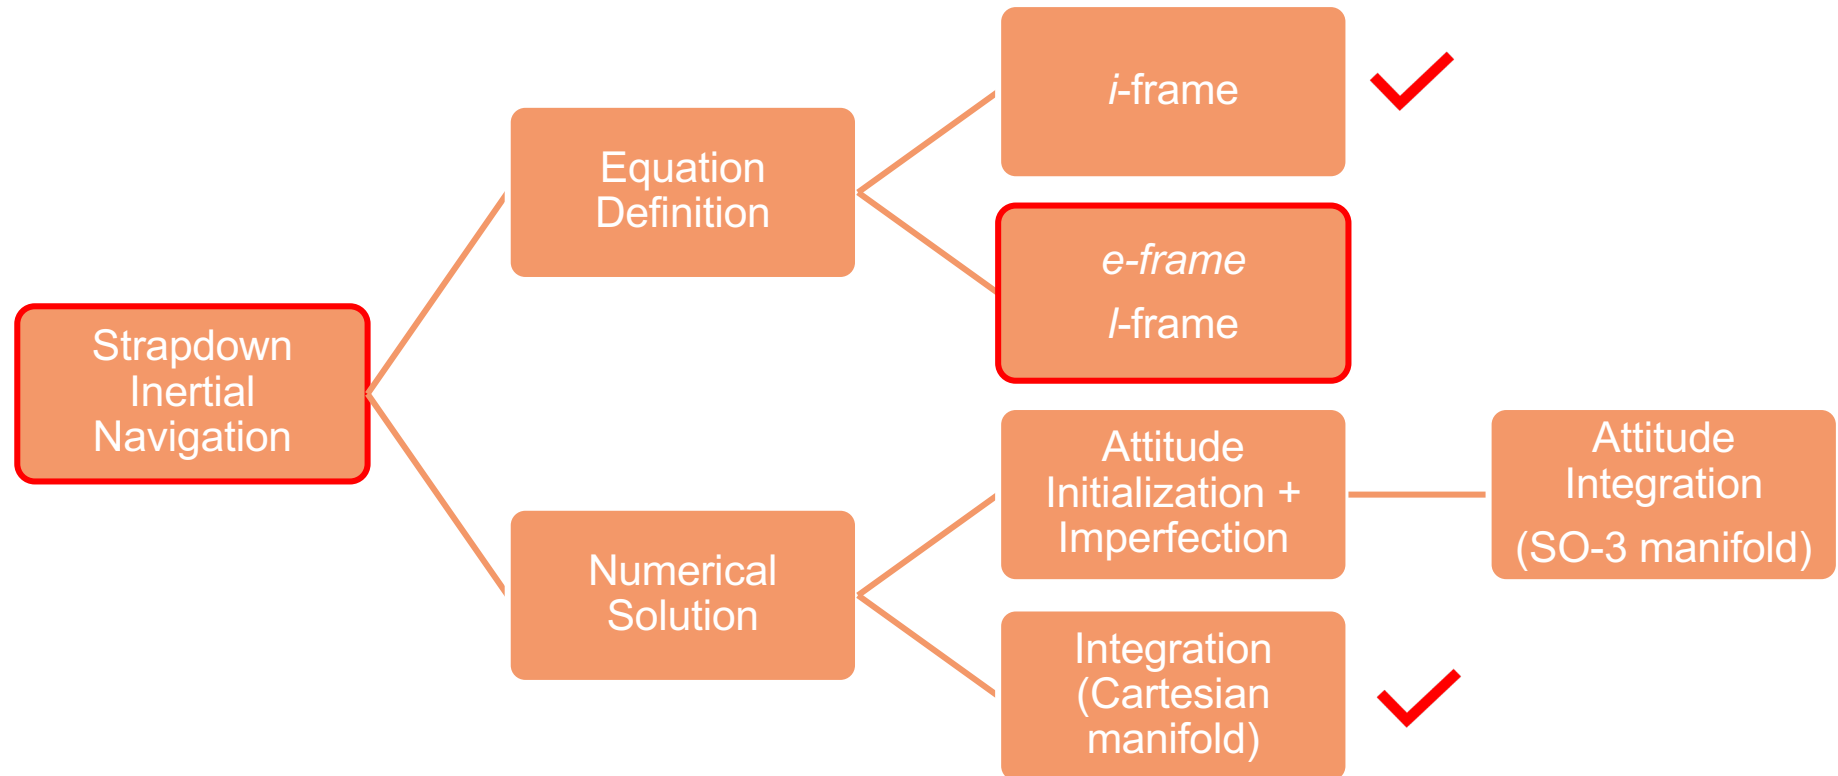 Strapdown
Inertial
Navigation
Equation
Definition
i-frame
e-frame
l-frame
Numerical
Solution
Attitude
Initialization +
Imperfection
Attitude
Integration
(SO-3 manifold)
Integration
(Cartesian
manifold)